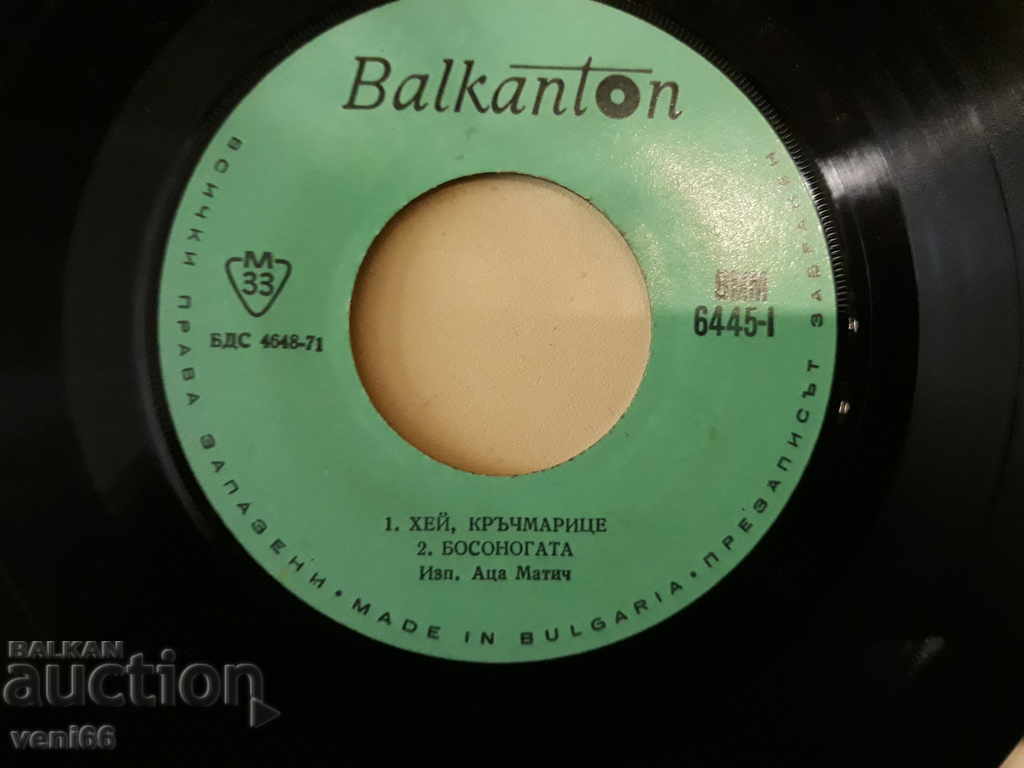 Balkanton
ВСИЧКИ ПРАВА ЗАПАЗЕНИ • MADE IN BULGARIA • ПРЕЗАПИСЪТ ЗАБРАНЕН
М
33
БДС 4648-71
ВММ
6445-I
1. ХЕЙ, КРЪЧМАРИЦЕ
2. БОСОНОГАТА
Изп. Аца Матич
BALKAN
auction
veni66